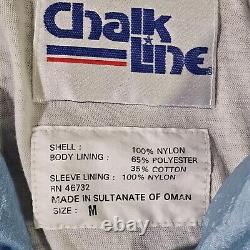 Chalk
Line
SHELL : 100% NYLON
BODY LINING : 65% POLYESTER
35% COTTON
SLEEVE LINING : 100% NYLON
RN 46732
MADE IN SULTANATE OF OMAN
SIZE : M